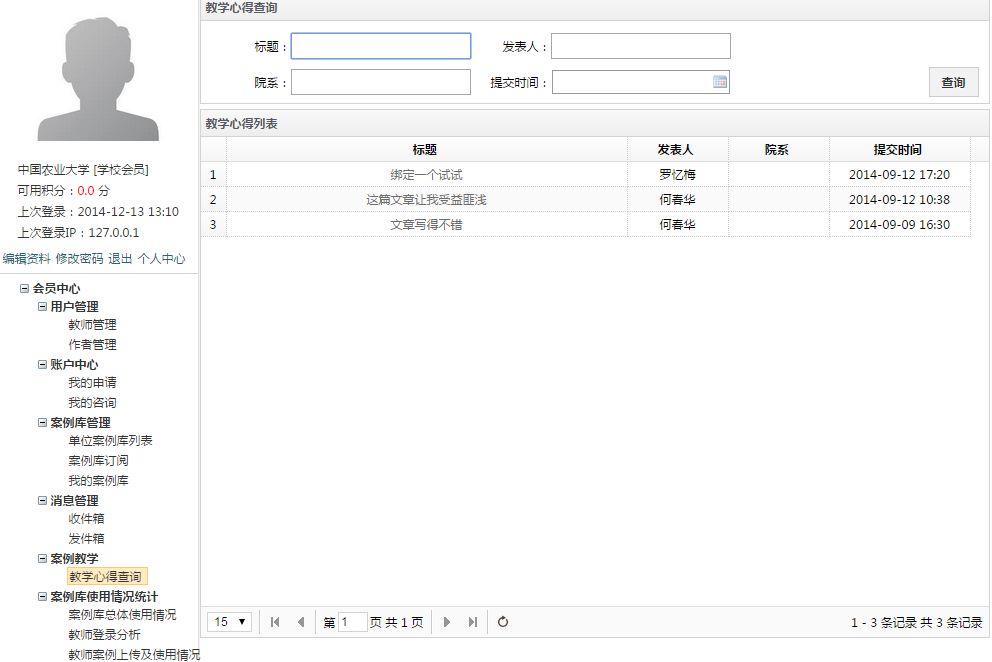 中国农业大学 [学校会员]
可用积分：0.0 分
上次登录：2014-12-13 13:10
上次登录IP：127.0.0.1
编辑资料 修改密码 退出 个人中心
会员中心
用户管理
教师管理
作者管理
账户中心
我的申请
我的咨询
案例库管理
单位案例库列表
案例库订阅
我的案例库
消息管理
收件箱
发件箱
案例教学
教学心得查询
案例库使用情况统计
案例库总体使用情况
教师登录分析
教师案例上传及使用情况
教学心得查询
标题： 发表人：
院系： 提交时间： 查询
教学心得列表
标题 发表人 院系 提交时间
1 绑定一个试试 罗忆梅 2014-09-12 17:20
2 这篇文章让我受益匪浅 何春华 2014-09-12 10:38
3 文章写得不错 何春华 2014-09-09 16:30
15 第 1 页 共 1 页 1 - 3 条记录 共 3 条记录